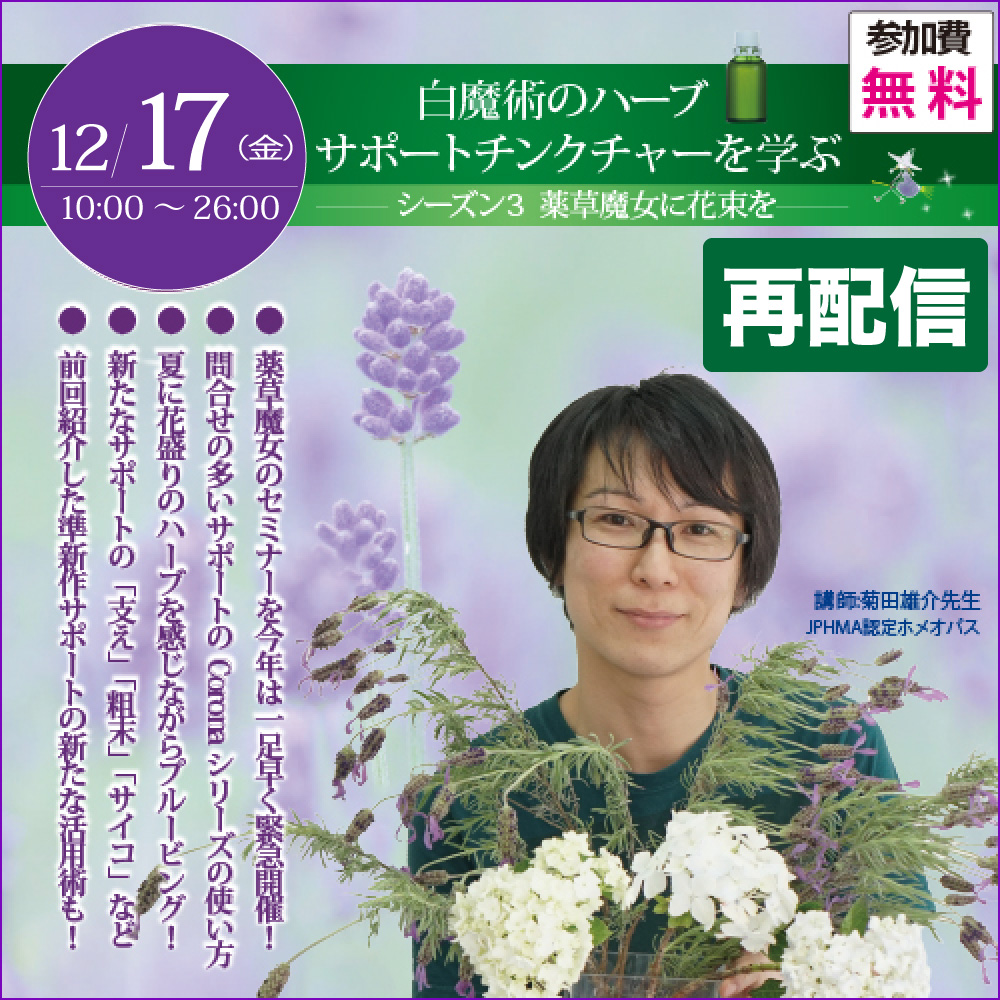 12/17(金)
10:00 ～ 26:00
白魔術のハーブ
サポートチンクチャーを学ぶ
シーズン3 薬草魔女に花束を
参加費
無料
再配信
● 薬草魔女のセミナーを今年は一足早く緊急開催！
● 問合せの多いサポートの Corona シリーズの使い方
● 夏に花盛りのハーブを感じながらプルービング！
● 新たなサポートの「支え」「粗末」「サイコ」など
● 前回紹介した準新作サポートの新たな活用術も！
講師:菊田雄介先生
JPHMA認定ホメオパス